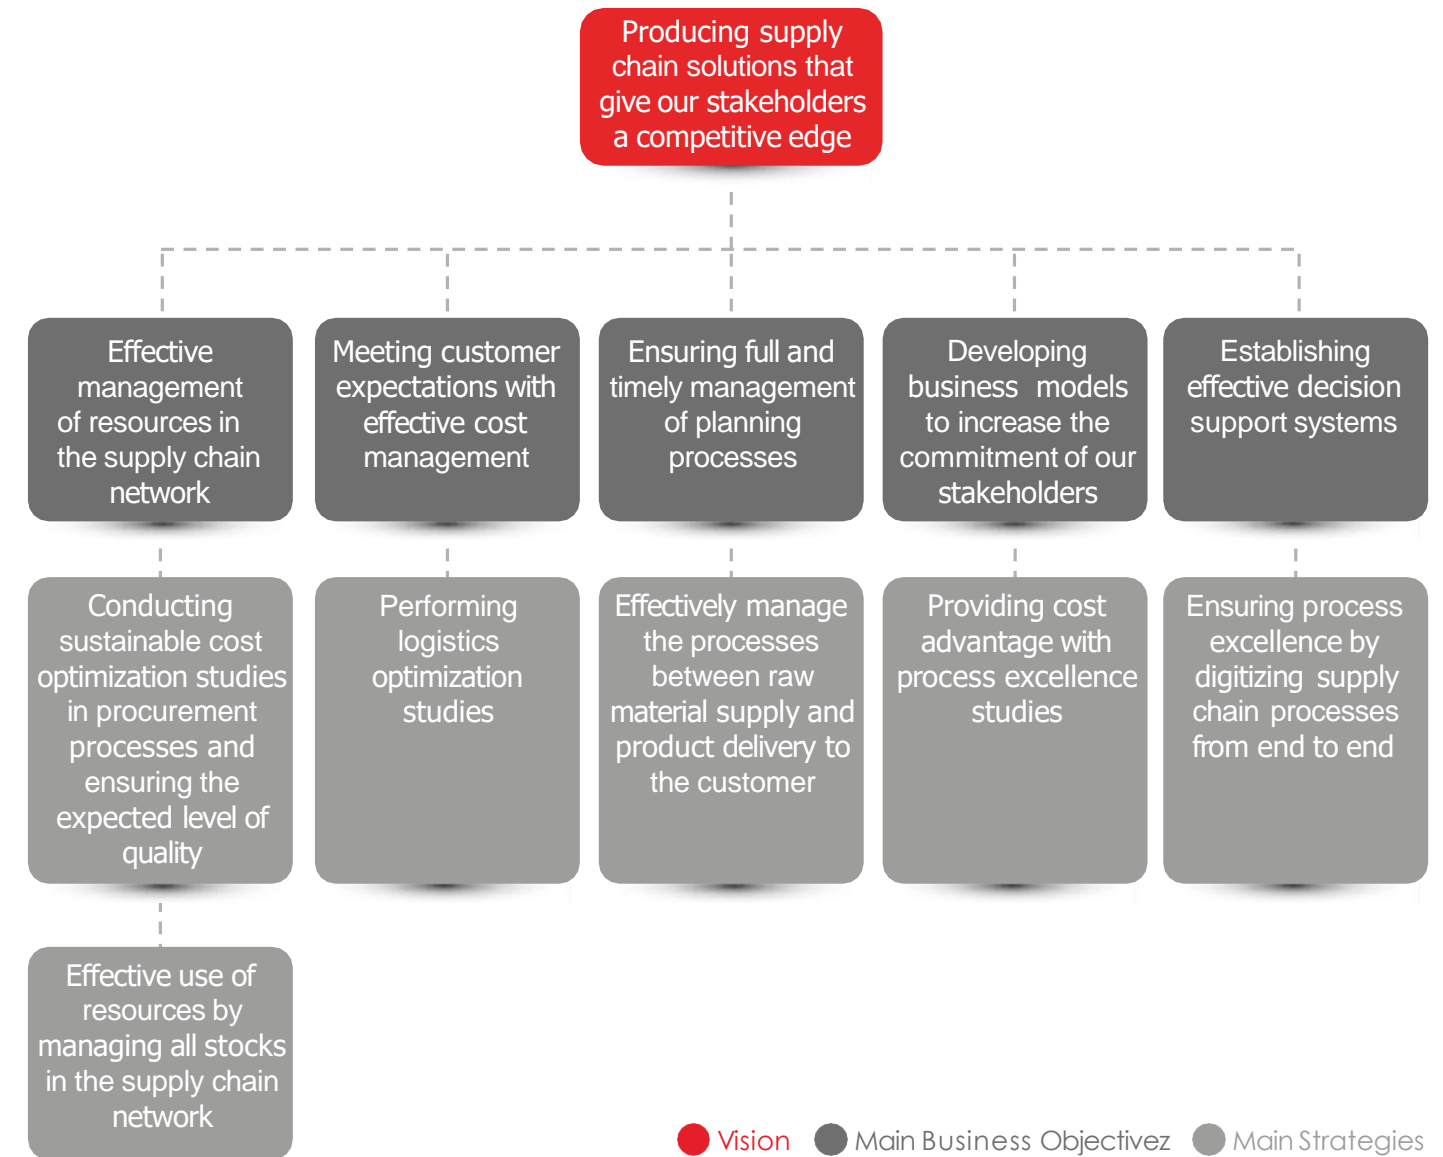 Producing supply
chain solutions that
give our stakeholders
a competitive edge
Effective
management
of resources in
the supply chain
network
Meeting customer
expectations with
effective cost
management
Ensuring full and
timely management
of planning
processes
Developing
business models
to increase the
commitment of our
stakeholders
Establishing
effective decision
support systems
Conducting
sustainable cost
optimization studies
in procurement
processes and
ensuring the
expected level of
quality
Performing
logistics
optimization
studies
Effectively manage
the processes
between raw
material supply and
product delivery to
the customer
Providing cost
advantage with
process excellence
studies
Ensuring process
excellence by
digitizing supply
chain processes
from end to end
Effective use of
resources by
managing all stocks
in the supply chain
network
Vision
Main Business Objectivez
Main Strategies